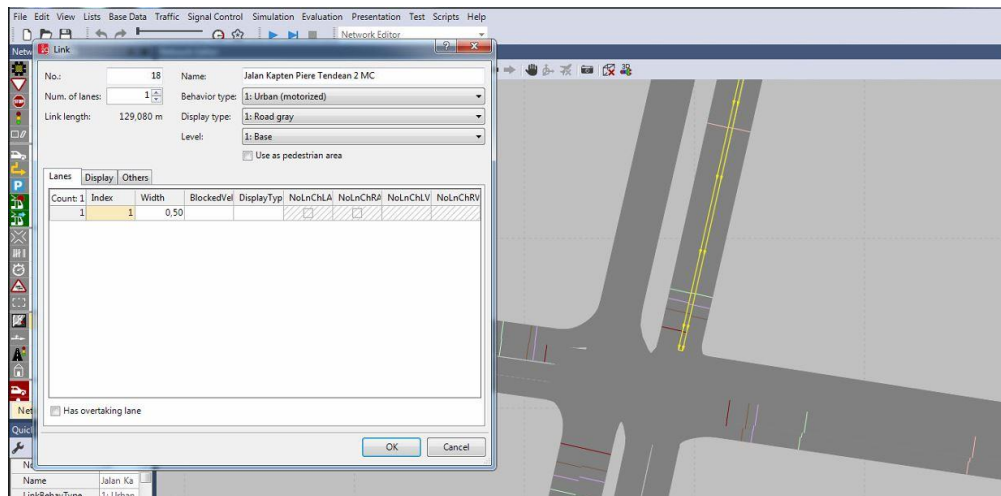 File Edit View Lists Base Data Traffic Signal Control Simulation Evaluation Presentation Test Scripts Help
Network Editor
Netw
Link
No.: 18 Name: Jalan Kapten Piere Tendean 2 MC
Num. of lanes: 1 Behavior type: 1: Urban (motorized)
Link length: 129,080 m Display type: 1: Road gray
Level: 1: Base
Use as pedestrian area
Lanes Display Others
Count: 1 Index Width BlockedVel DisplayTyp NoLnChLA NoLnChRA NoLnChLV NoLnChRV
1 1 0,50
Has overtaking lane
OK Cancel
Net
Quic
No
Name Jalan Ka
LinkBehavType 1: Urban